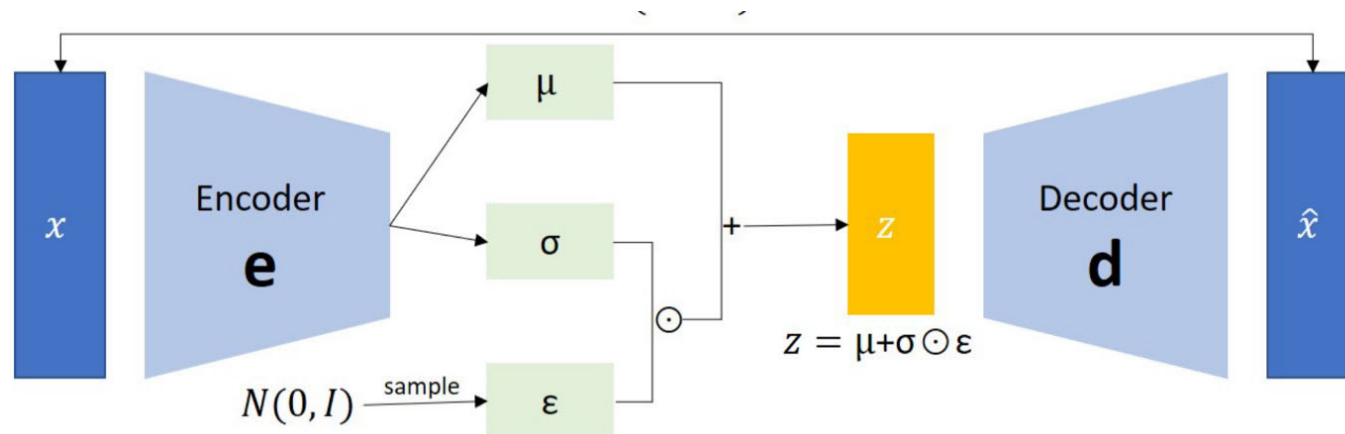 μ
x
Encoder
e
σ
+
z
Decoder
d
x̂
⊙
z = μ+σ⊙ε
N(0, I)
sample
ε